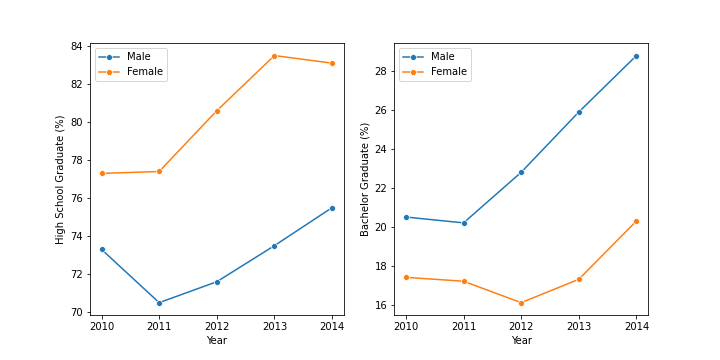 Male
Female
84
82
80
78
76
74
72
70
High School Graduate (%)
2010 2011 2012 2013 2014
Year
Male
Female
28
26
24
22
20
18
16
Bachelor Graduate (%)
2010 2011 2012 2013 2014
Year